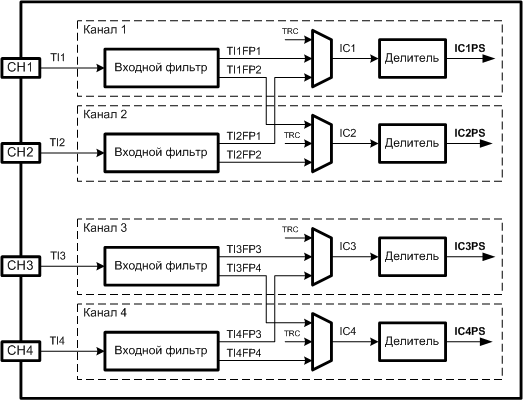 Канал 1
TRC
CH1 TI1 Входной фильтр TI1FP1 IC1 Делитель IC1PS
TI1FP2
Канал 2
CH2 TI2 Входной фильтр TI2FP1 TRC IC2 Делитель IC2PS
TI2FP2
Канал 3
TRC
CH3 TI3 Входной фильтр TI3FP3 IC3 Делитель IC3PS
TI3FP4
Канал 4
CH4 TI4 Входной фильтр TI4FP3 TRC IC4 Делитель IC4PS
TI4FP4